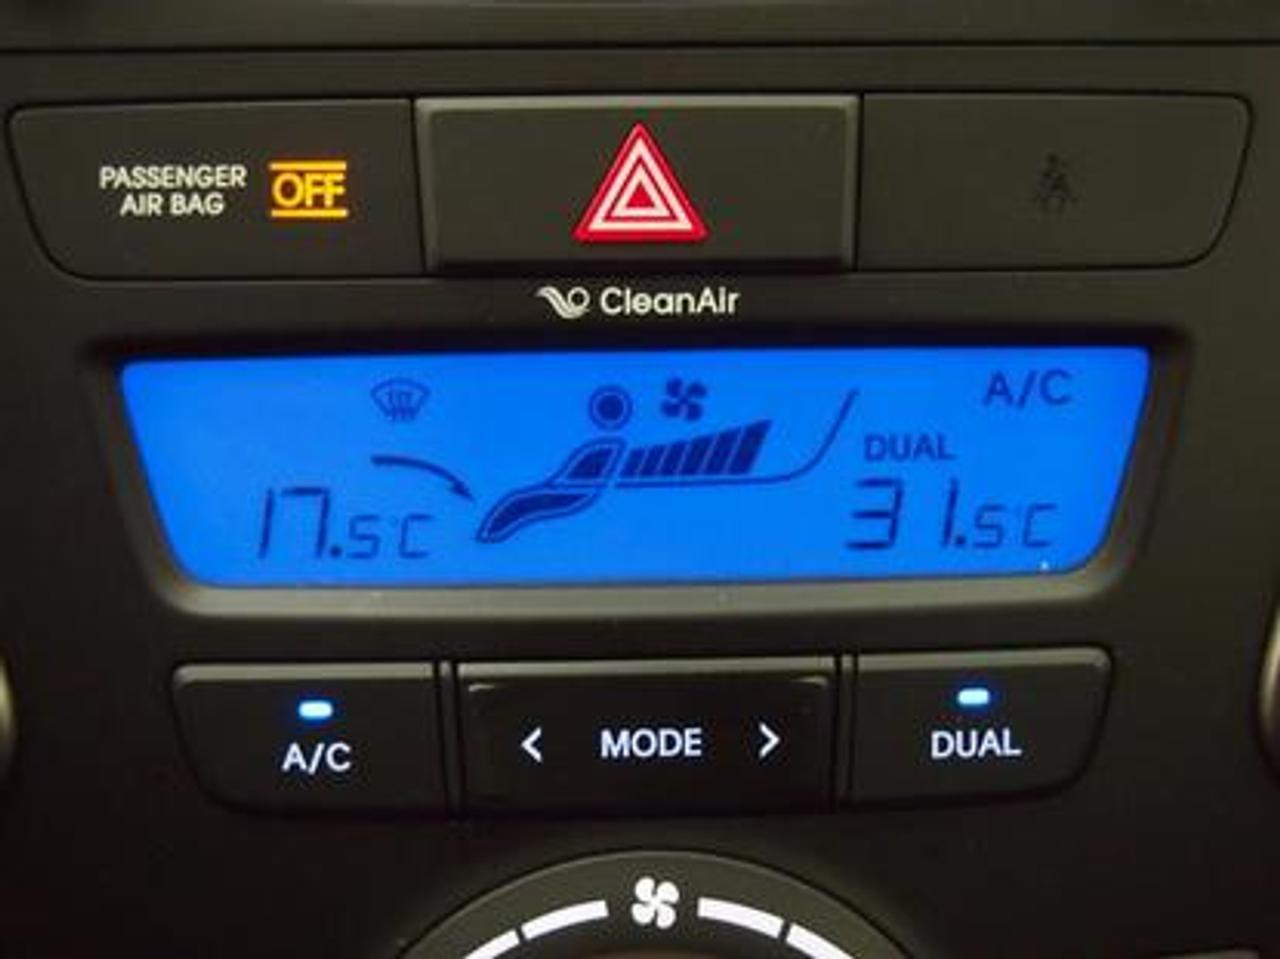 PASSENGER
AIR BAG
OFF
CleanAir
A/C
DUAL
17.5°C
31.5°C
A/C
< MODE >
DUAL